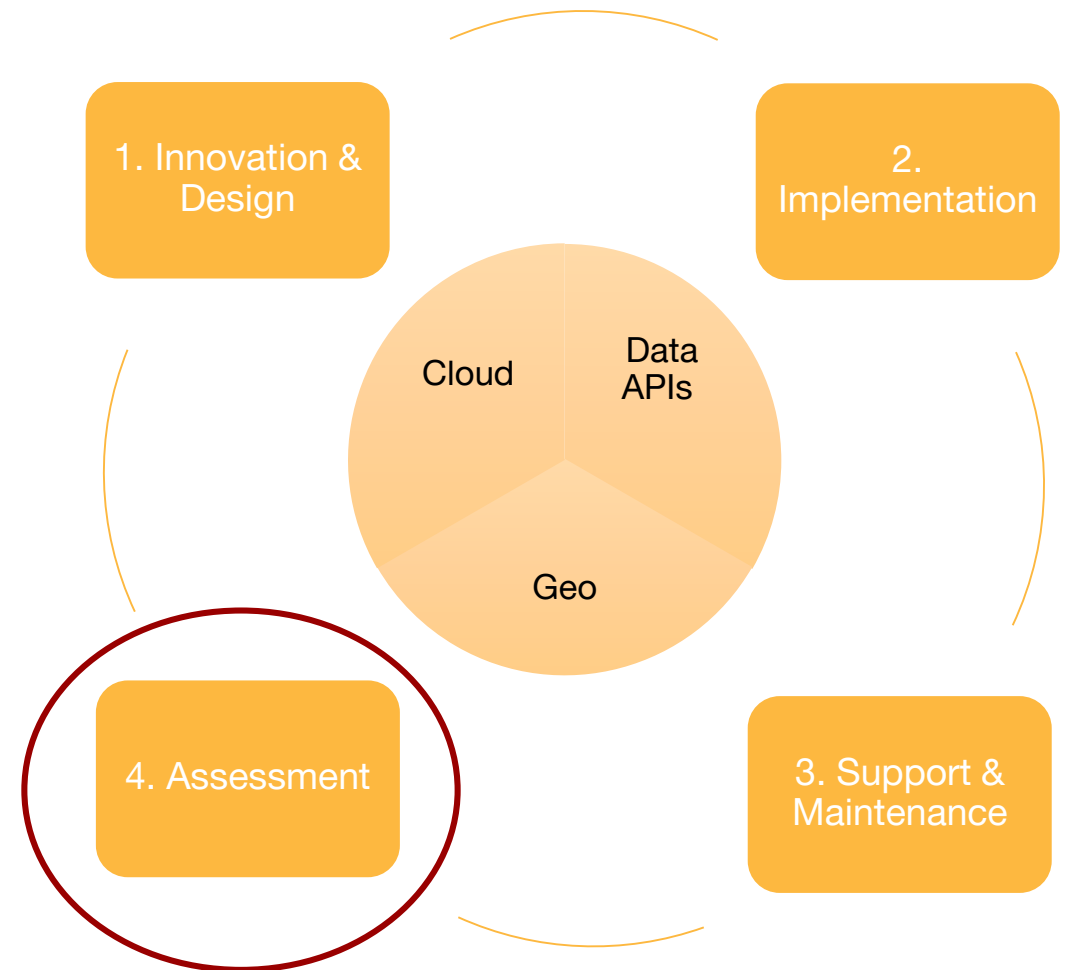 1. Innovation &
Design
2.
Implementation
Cloud
Data
APIs
Geo
4. Assessment
3. Support &
Maintenance